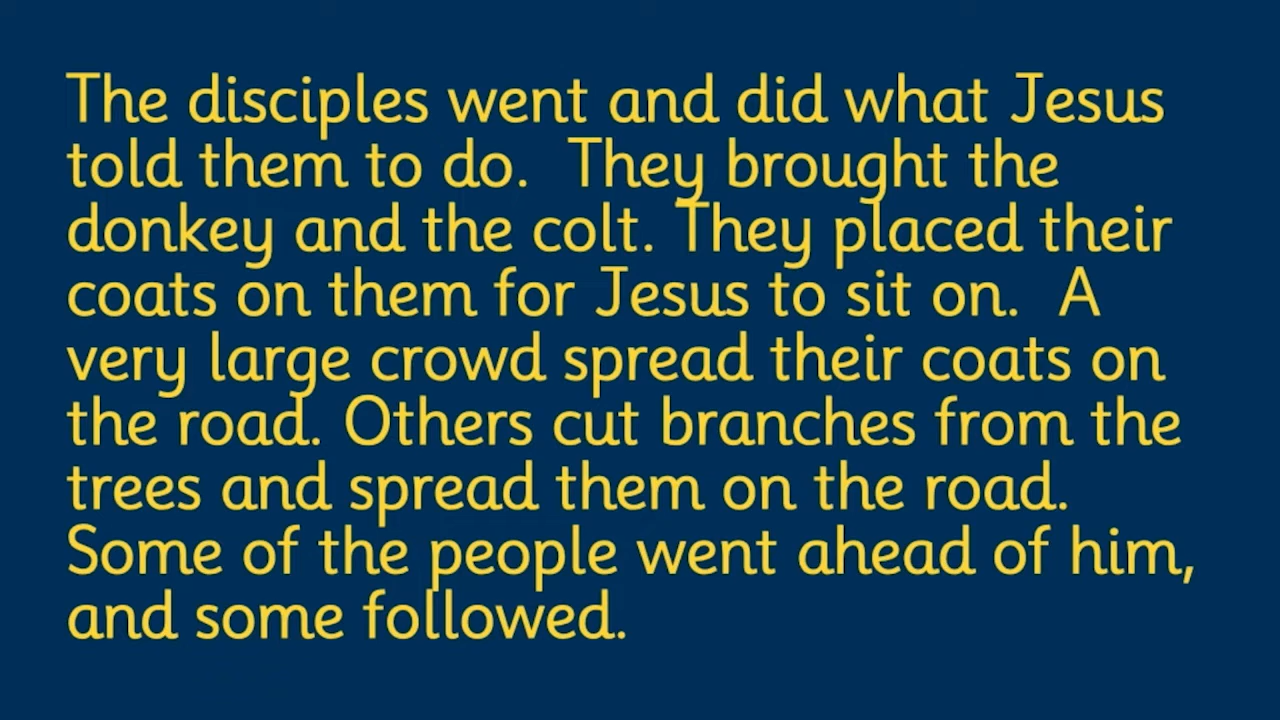 The disciples went and did what Jesus
told them to do.  They brought the
donkey and the colt. They placed their
coats on them for Jesus to sit on.  A
very large crowd spread their coats on
the road. Others cut branches from the
trees and spread them on the road.
Some of the people went ahead of him,
and some followed.